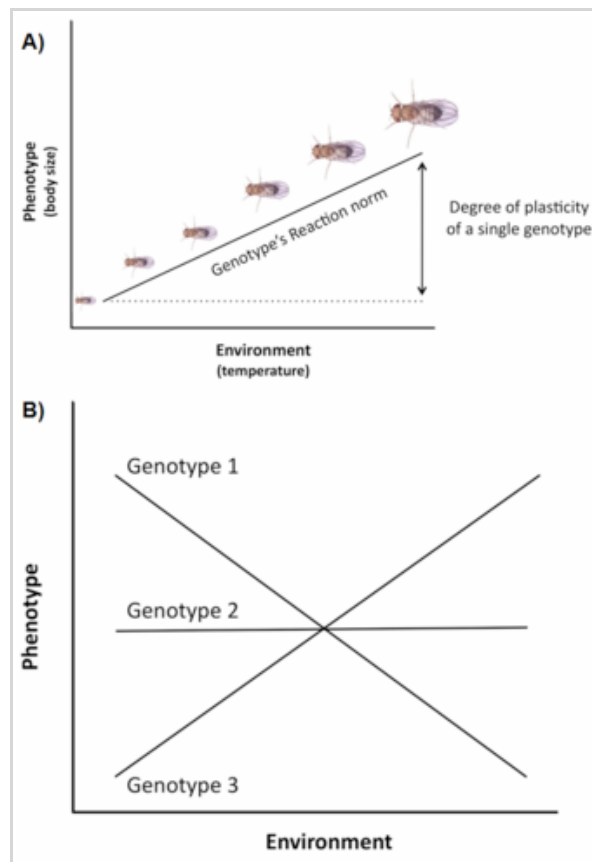 A)
Phenotype
(body size)
Genotype's Reaction norm
Degree of plasticity
of a single genotype
Environment
(temperature)
B)
Phenotype
Genotype 1
Genotype 2
Genotype 3
Environment